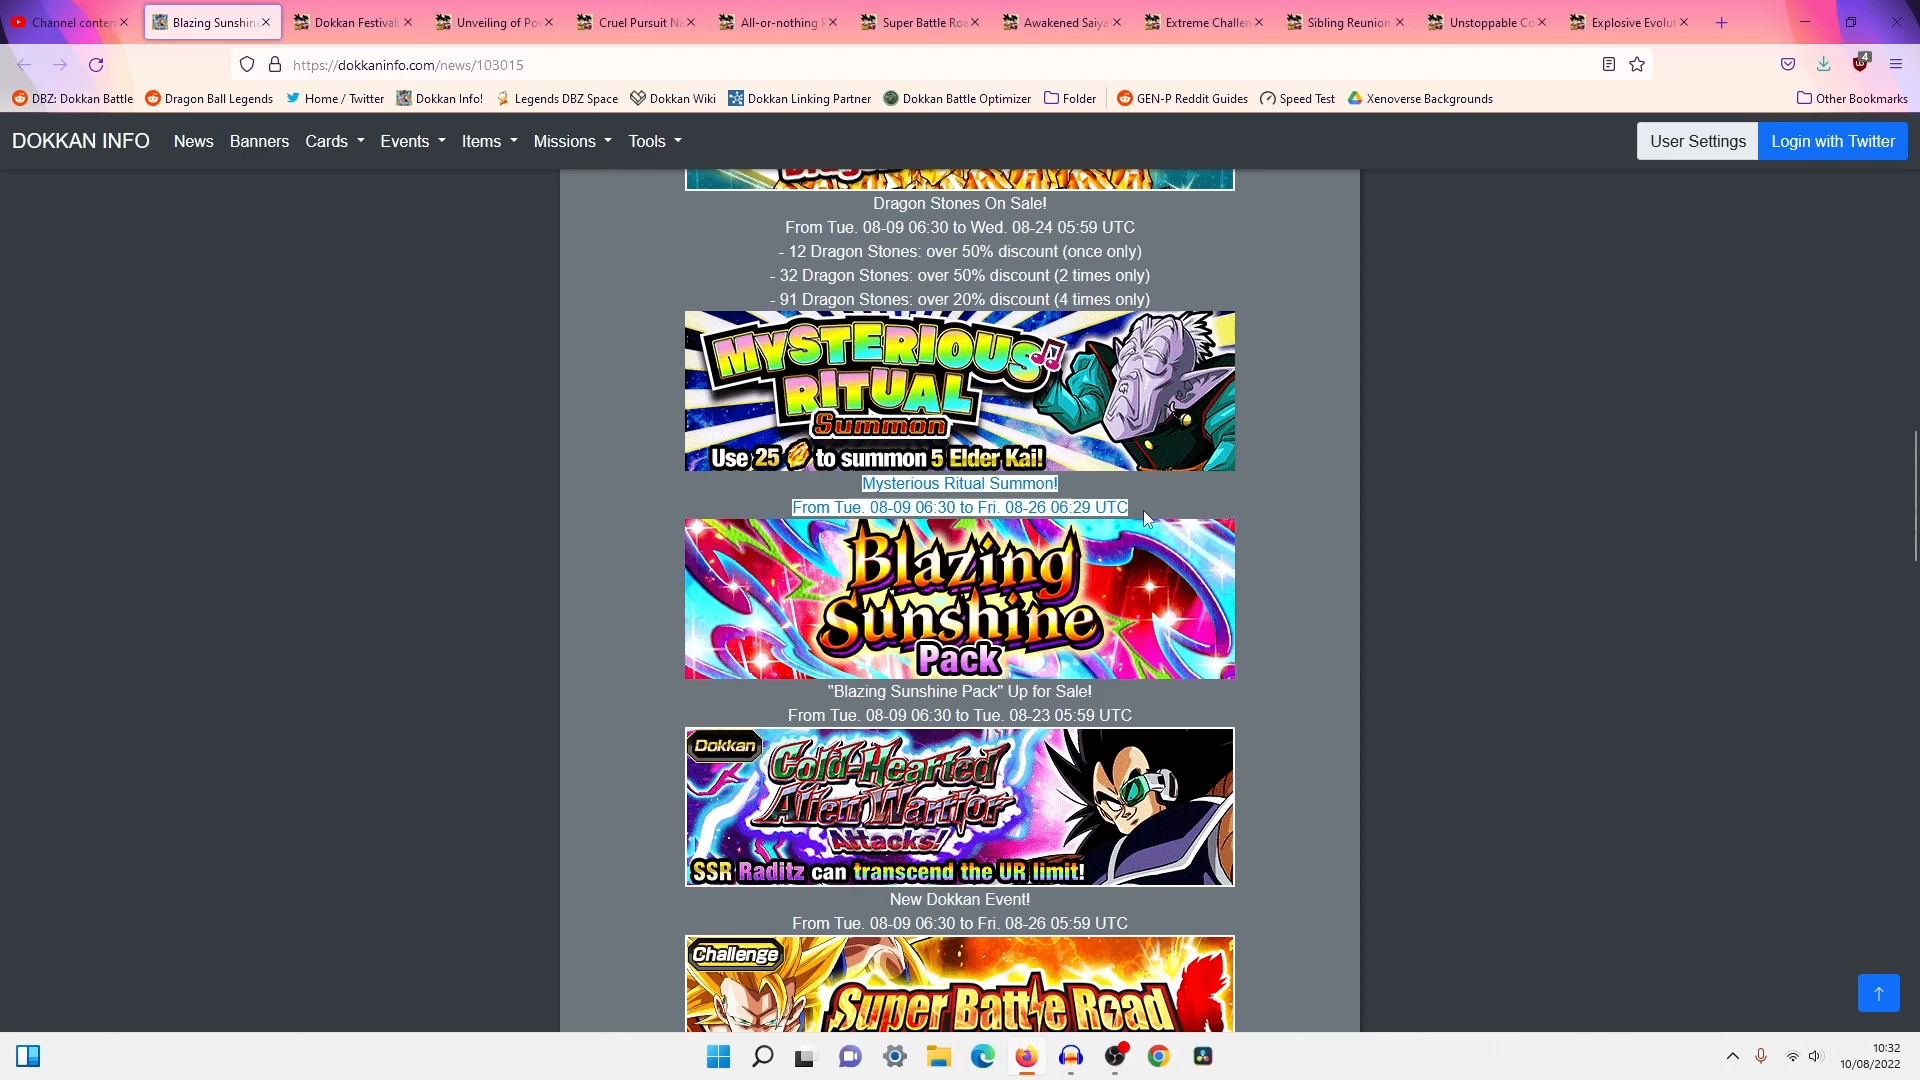 Channel conten
Blazing Sunshin
Dokkan Festival
Unveiling of Po
Cruel Pursuit Na
All-or-nothing
Super Battle Roa
Awakened Saiya
Extreme Challen
Sibling Reunion
Unstoppable Co
Explosive Evolut
https://dokkaninfo.com/news/103015
4
DBZ: Dokkan Battle
Dragon Ball Legends
Home / Twitter
Dokkan Info!
Legends DBZ Space
Dokkan Wiki
Dokkan Linking Partner
Dokkan Battle Optimizer
Folder
GEN-P Reddit Guides
Speed Test
Xenoverse Backgrounds
Other Bookmarks
DOKKAN INFO
News
Banners
Cards
Events
Items
Missions
Tools
User Settings
Login with Twitter
Dragon Stones On Sale!
From Tue. 08-09 06:30 to Wed. 08-24 05:59 UTC
- 12 Dragon Stones: over 50% discount (once only)
- 32 Dragon Stones: over 50% discount (2 times only)
- 91 Dragon Stones: over 20% discount (4 times only)
MYSTERIOUS
RITUAL
Summon
Use 25 to summon 5 Elder Kai!
Mysterious Ritual Summon!
From Tue. 08-09 06:30 to Fri. 08-26 06:29 UTC
Blazing
Sunshine
Pack
"Blazing Sunshine Pack" Up for Sale!
From Tue. 08-09 06:30 to Tue. 08-23 05:59 UTC
Dokkan
Cold-Hearted
Alien Warrior
Attacks!
SSR Raditz can transcend the UR limit!
New Dokkan Event!
From Tue. 08-09 06:30 to Fri. 08-26 05:59 UTC
Challenge
Super Battle Road
10:32
10/08/2022